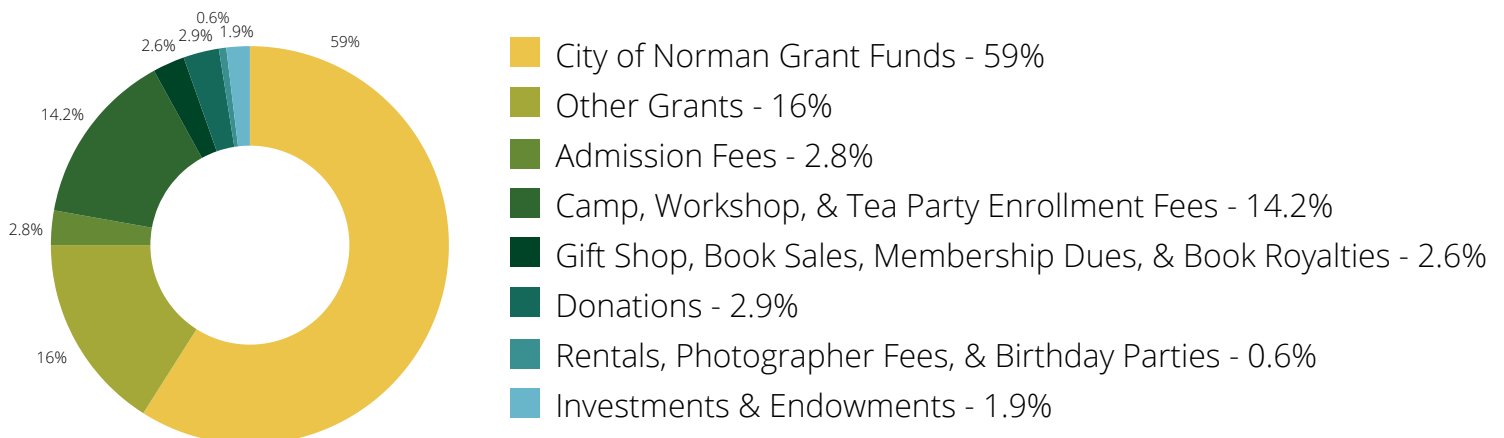 0.6%
2.6% 2.9% 1.9%
59%
14.2%
2.8%
16%
City of Norman Grant Funds - 59%
Other Grants - 16%
Admission Fees - 2.8%
Camp, Workshop, & Tea Party Enrollment Fees - 14.2%
Gift Shop, Book Sales, Membership Dues, & Book Royalties - 2.6%
Donations - 2.9%
Rentals, Photographer Fees, & Birthday Parties - 0.6%
Investments & Endowments - 1.9%